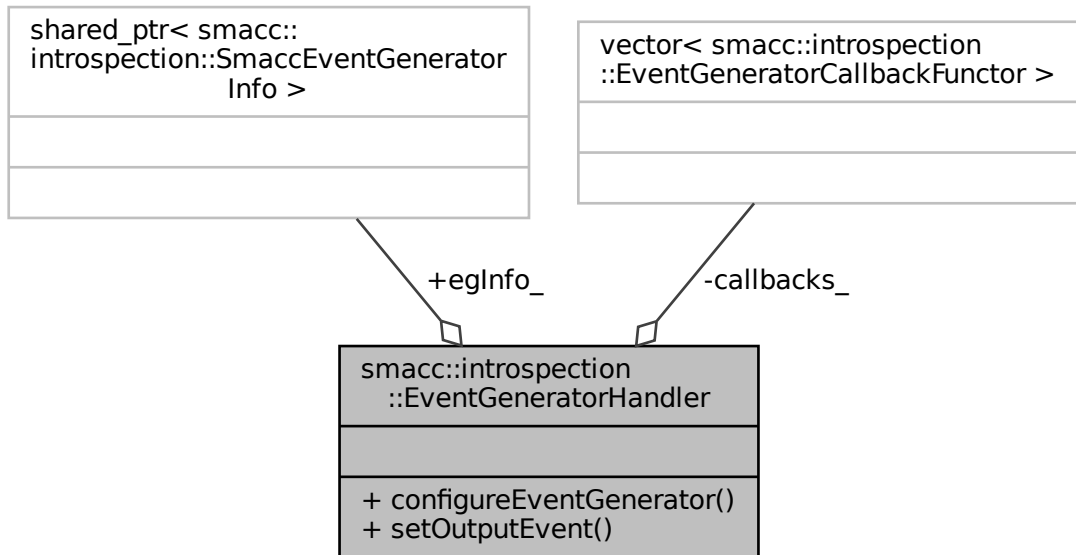 shared_ptr< smacc::
introspection::SmaccEventGenerator
Info >
vector< smacc::introspection
::EventGeneratorCallbackFunctor >
+egInfo_
-callbacks_
smacc::introspection
::EventGeneratorHandler
+ configureEventGenerator()
+ setOutputEvent()